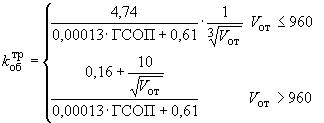 k_об^тр = { 4,74 / (0,00013· ГСОП + 0,61) · 1 / ∛V_от   V_от ≤ 960
(0,16 + 10 / √V_от) / (0,00013· ГСОП + 0,61)   V_от > 960